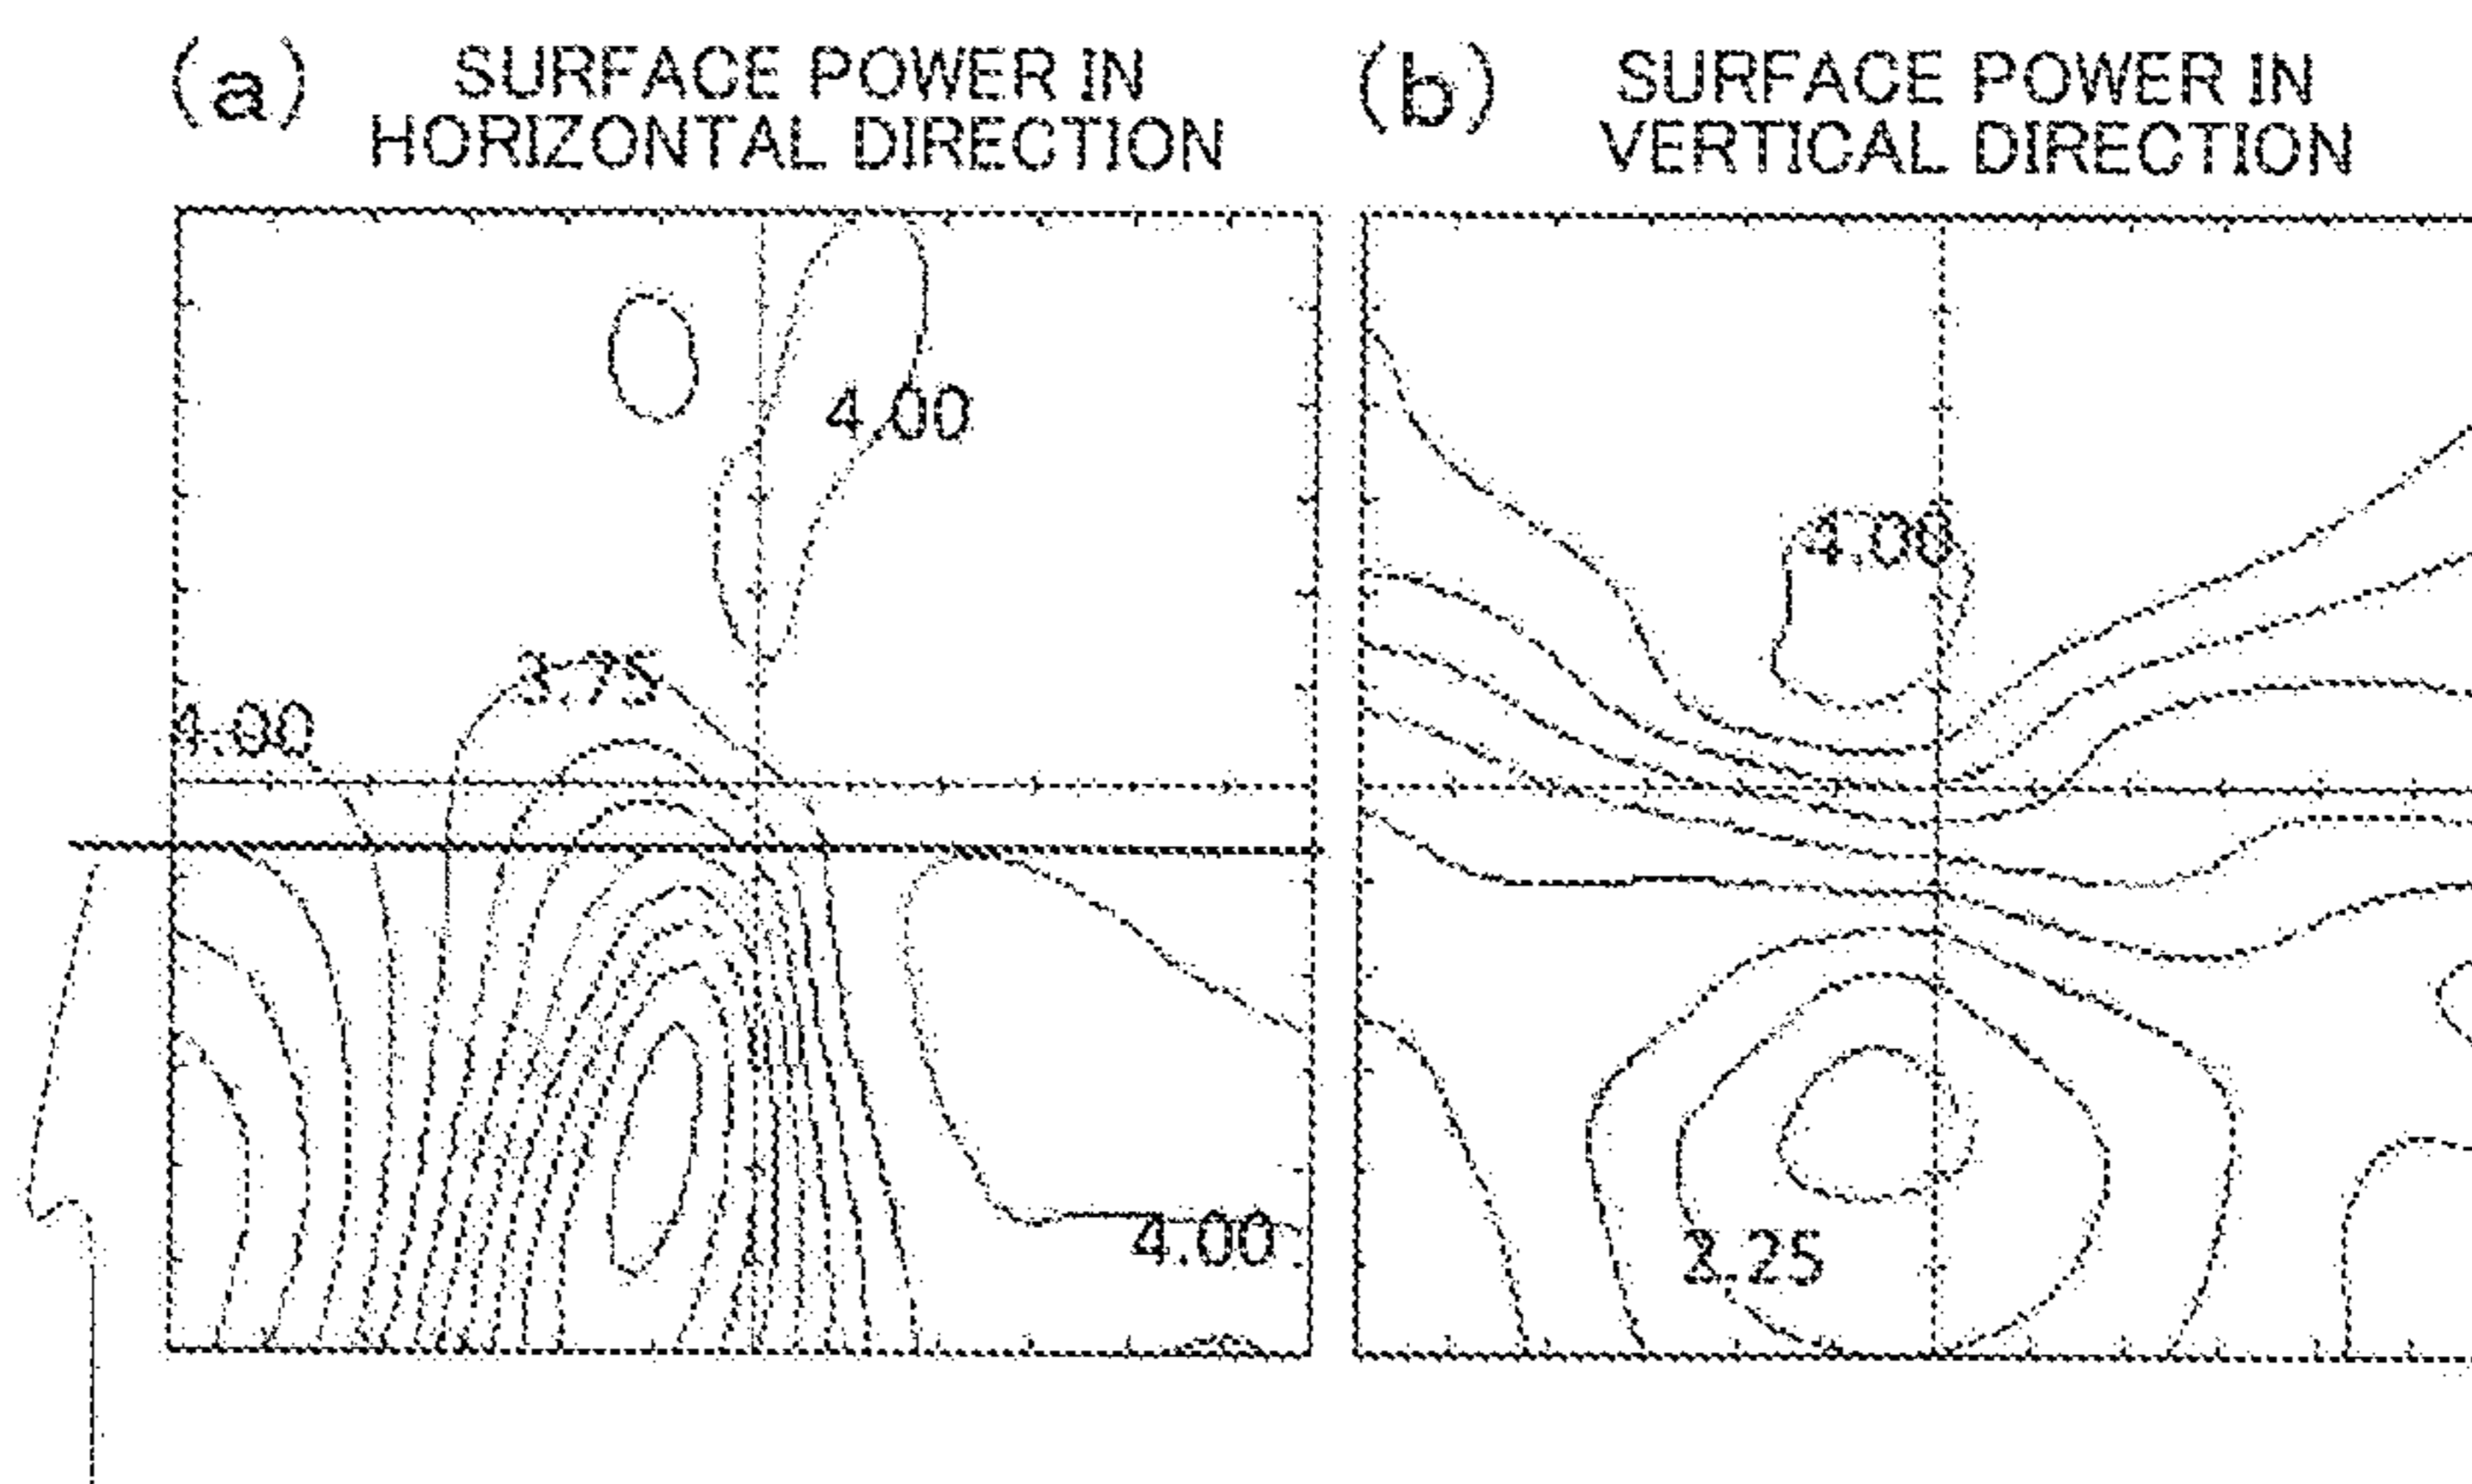 (a) SURFACE POWER IN
HORIZONTAL DIRECTION
(b) SURFACE POWER IN
VERTICAL DIRECTION
4.00
3.75
4.00
4.00
4.00
2.25